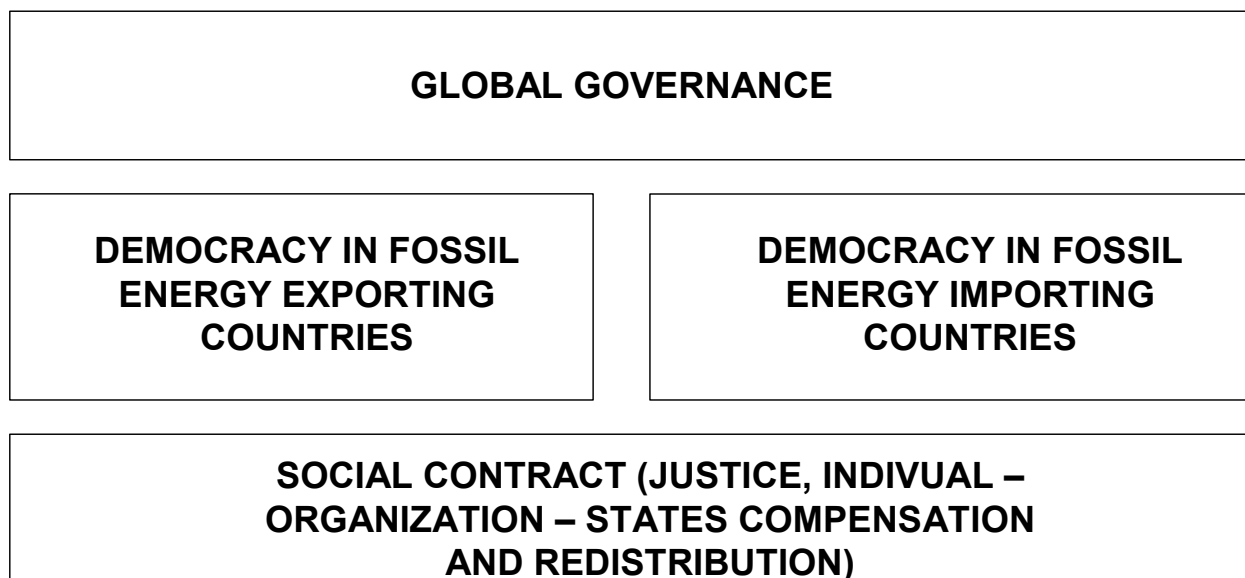 GLOBAL GOVERNANCE
DEMOCRACY IN FOSSIL
ENERGY EXPORTING
COUNTRIES
DEMOCRACY IN FOSSIL
ENERGY IMPORTING
COUNTRIES
SOCIAL CONTRACT (JUSTICE, INDIVUAL –
ORGANIZATION – STATES COMPENSATION
AND REDISTRIBUTION)